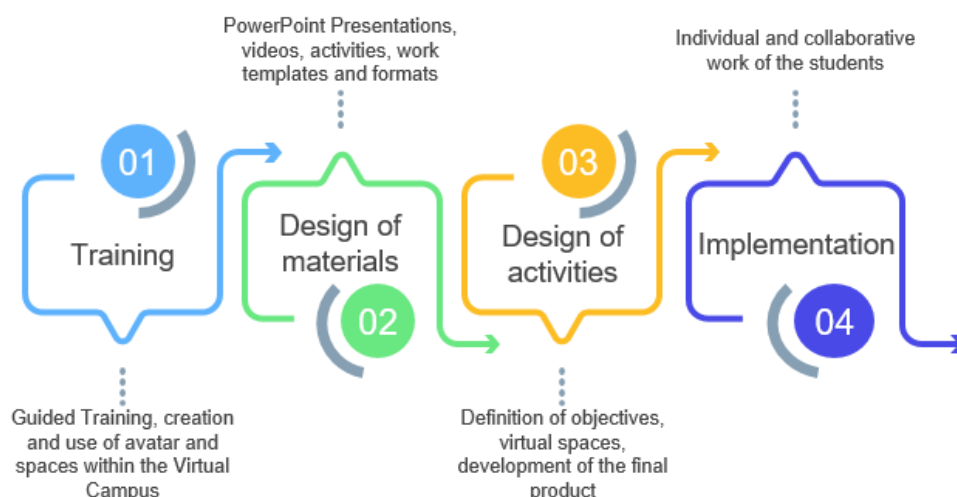 PowerPoint Presentations,
videos, activities, work
templates and formats
Individual and collaborative
work of the students
01
03
Training
Design of
materials
Design of
activities
Implementation
02
04
Guided Training, creation
and use of avatar and
spaces within the Virtual
Campus
Definition of objectives,
virtual spaces,
development of the final
product